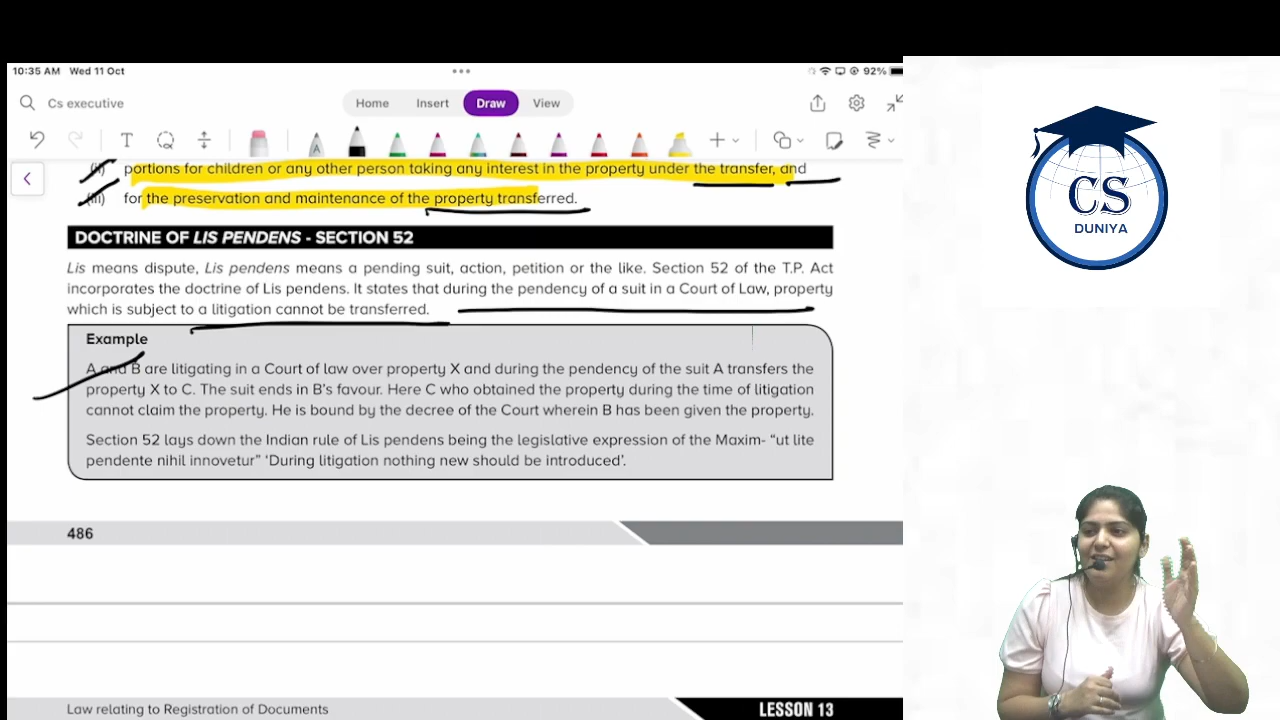 10:35 AM Wed 11 Oct
92%
Cs executive
Home Insert Draw View
T
A
(ii) portions for children or any other person taking any interest in the property under the transfer, and
(iii) for the preservation and maintenance of the property transferred.
DOCTRINE OF LIS PENDENS - SECTION 52
Lis means dispute, Lis pendens means a pending suit, action, petition or the like. Section 52 of the T.P. Act
incorporates the doctrine of Lis pendens. It states that during the pendency of a suit in a Court of Law, property
which is subject to a litigation cannot be transferred.
Example
A and B are litigating in a Court of law over property X and during the pendency of the suit A transfers the
property X to C. The suit ends in B's favour. Here C who obtained the property during the time of litigation
cannot claim the property. He is bound by the decree of the Court wherein B has been given the property.
Section 52 lays down the Indian rule of Lis pendens being the legislative expression of the Maxim- “ut lite
pendente nihil innovetur” ‘During litigation nothing new should be introduced’.
486
Law relating to Registration of Documents
LESSON 13
CS
DUNIYA